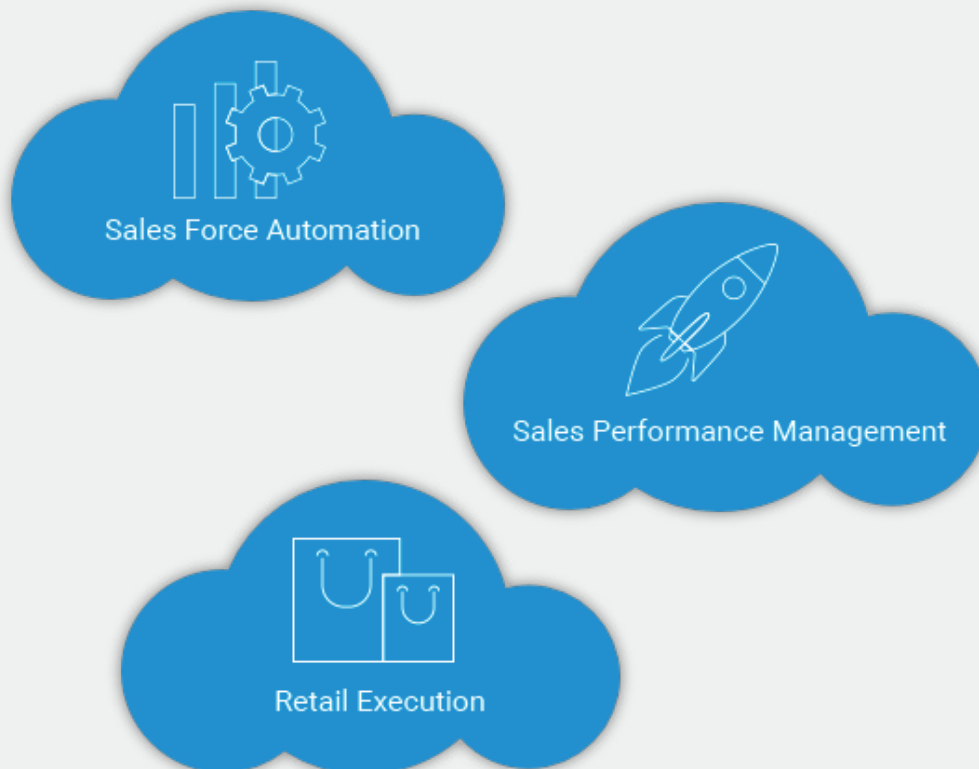 Sales Force Automation
Sales Performance Management
Retail Execution